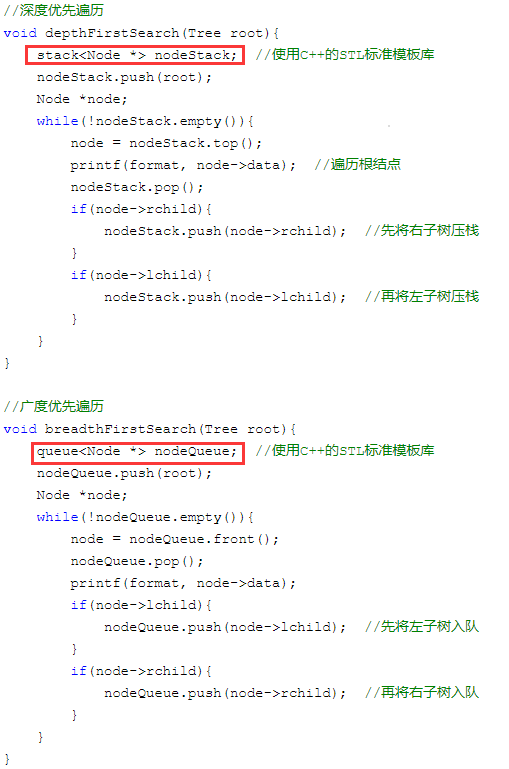 //深度优先遍历
void depthFirstSearch(Tree root){
    stack<Node *> nodeStack;  //使用C++的STL标准模板库
    nodeStack.push(root);
    Node *node;
    while(!nodeStack.empty()){
        node = nodeStack.top();
        printf(format, node->data);  //遍历根结点
        nodeStack.pop();
        if(node->rchild){
            nodeStack.push(node->rchild);  //先将右子树压栈
        }
        if(node->lchild){
            nodeStack.push(node->lchild);  //再将左子树压栈
        }
    }
}

//广度优先遍历
void breadthFirstSearch(Tree root){
    queue<Node *> nodeQueue;  //使用C++的STL标准模板库
    nodeQueue.push(root);
    Node *node;
    while(!nodeQueue.empty()){
        node = nodeQueue.front();
        nodeQueue.pop();
        printf(format, node->data);
        if(node->lchild){
            nodeQueue.push(node->lchild);  //先将左子树入队
        }
        if(node->rchild){
            nodeQueue.push(node->rchild);  //再将右子树入队
        }
    }
}